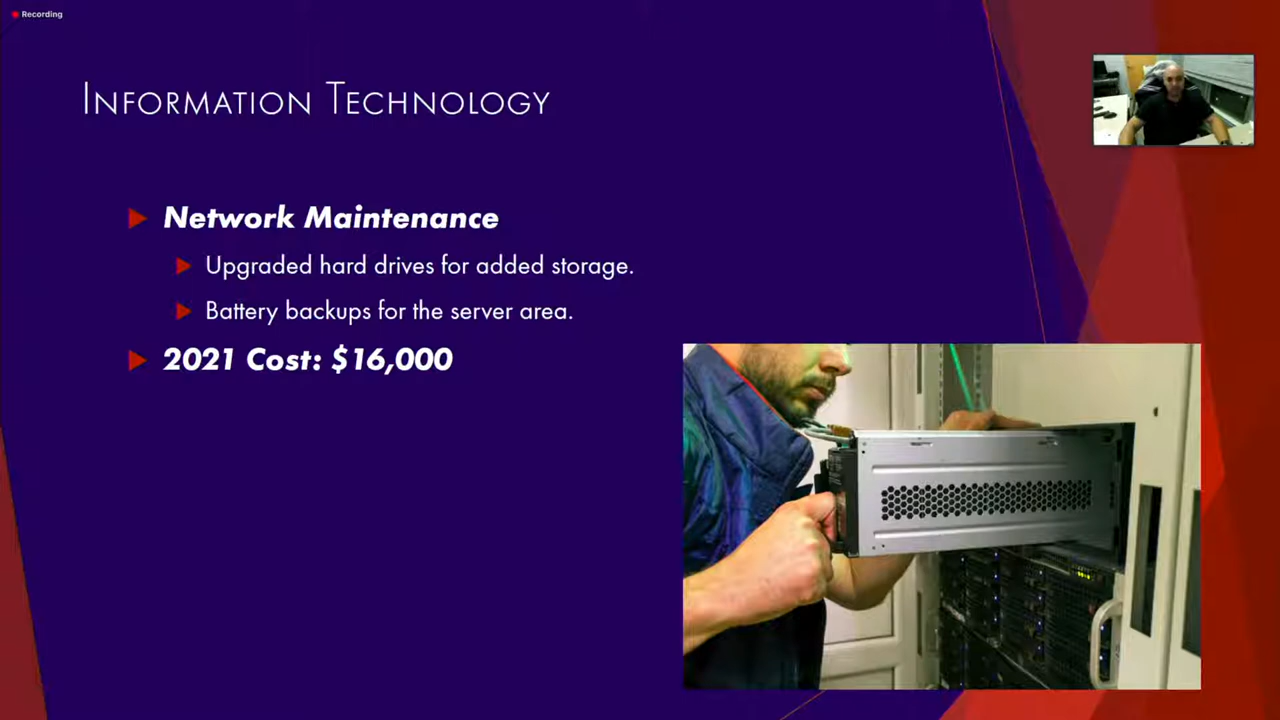 Recording
Information Technology
Network Maintenance
Upgraded hard drives for added storage.
Battery backups for the server area.
2021 Cost: $16,000